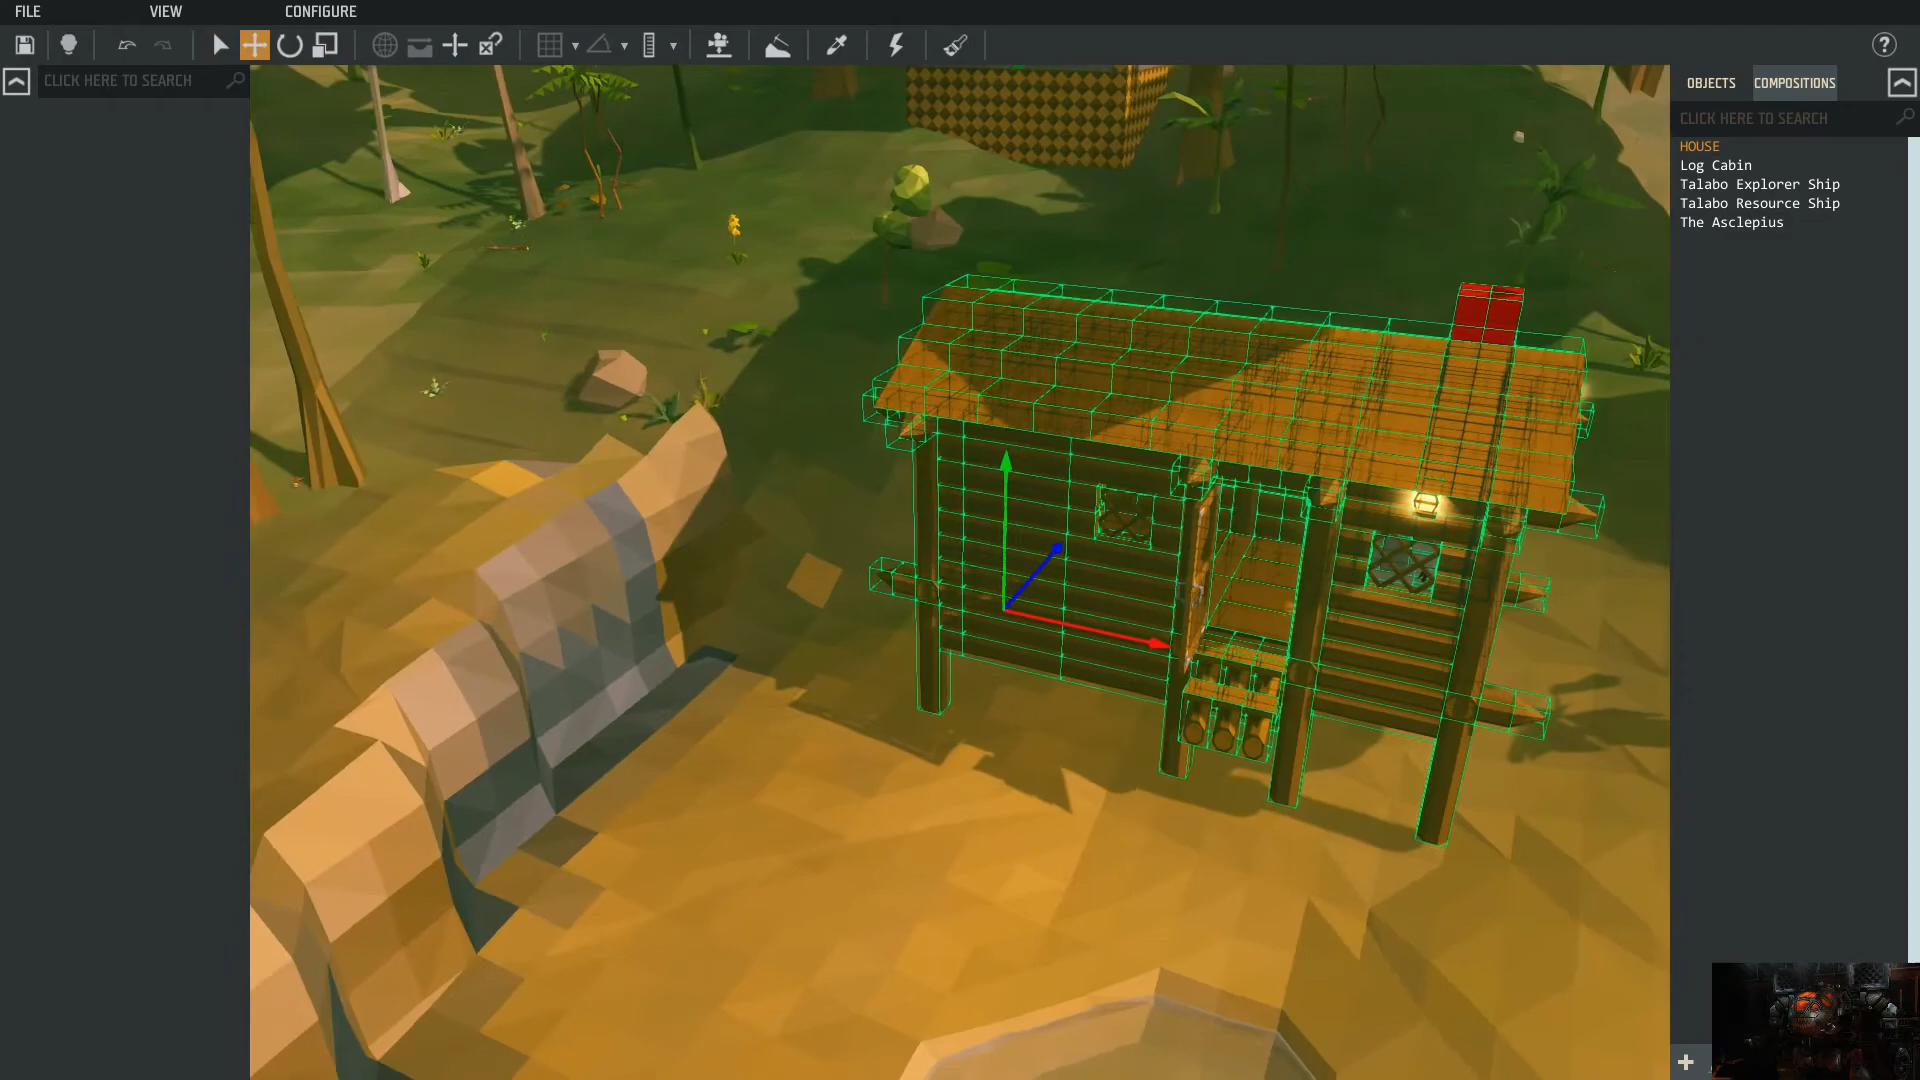 FILE
VIEW
CONFIGURE
CLICK HERE TO SEARCH
OBJECTS
COMPOSITIONS
CLICK HERE TO SEARCH
HOUSE
Log Cabin
Talabo Explorer Ship
Talabo Resource Ship
The Asclepius